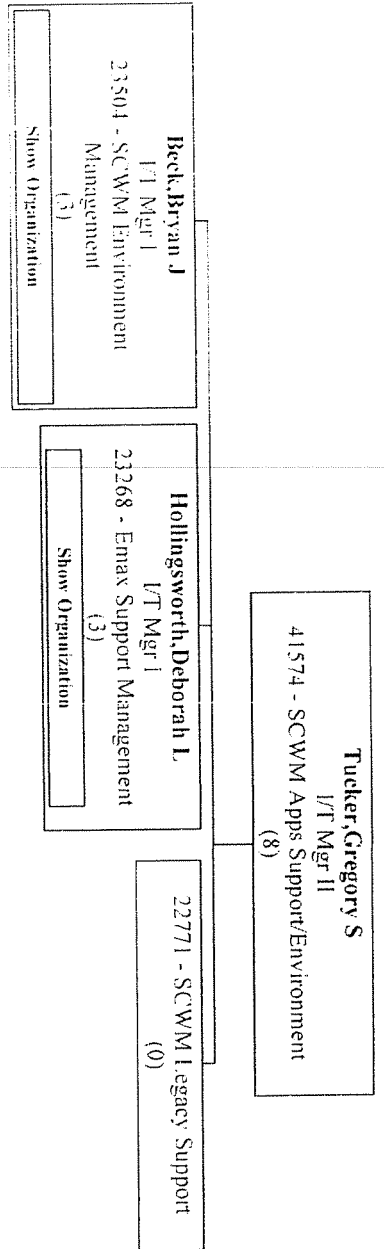 Tucker,Gregory S
I/T Mgr II
41574 - SCWM Apps Support/Environment
(8)
Beck,Bryan J
I/T Mgr I
23504 - SCWM Environment
Management
(3)
Show Organization
Hollingsworth,Deborah L
I/T Mgr I
23268 - Emax Support Management
(3)
Show Organization
22771 - SCWM Legacy Support
(0)